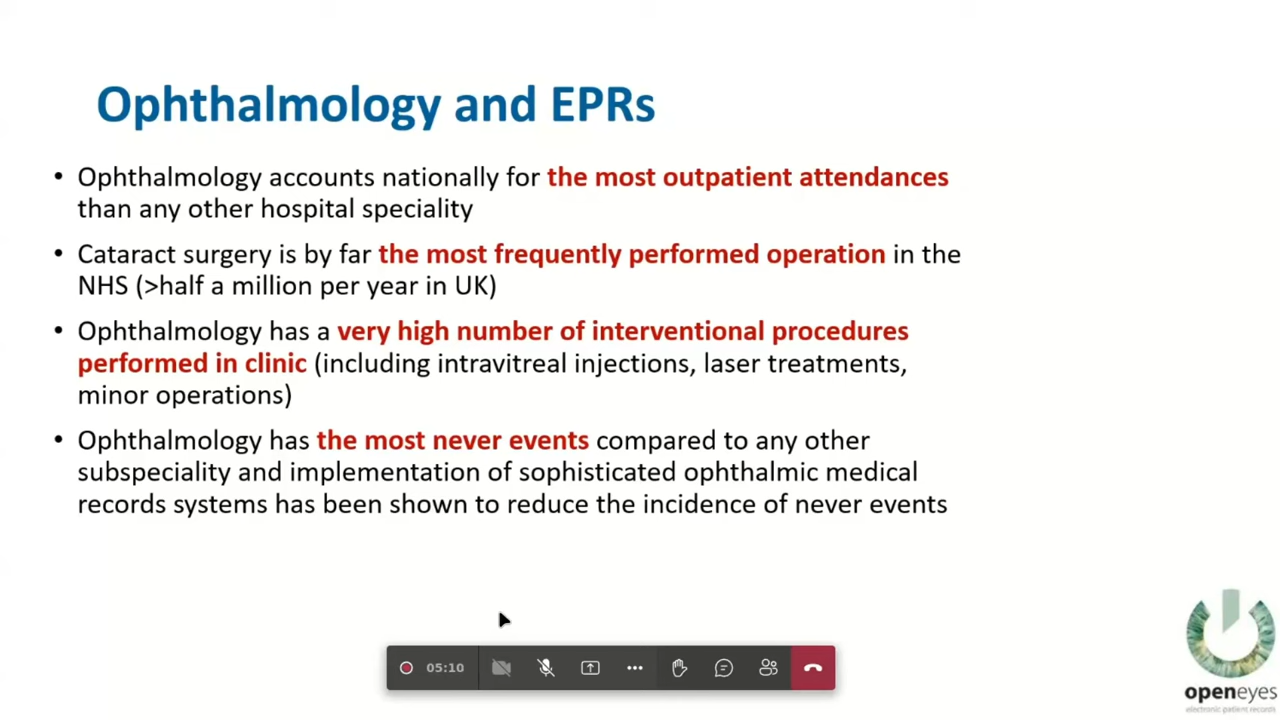 Ophthalmology and EPRs
• Ophthalmology accounts nationally for the most outpatient attendances
than any other hospital speciality
• Cataract surgery is by far the most frequently performed operation in the
NHS (>half a million per year in UK)
• Ophthalmology has a very high number of interventional procedures
performed in clinic (including intravitreal injections, laser treatments,
minor operations)
• Ophthalmology has the most never events compared to any other
subspeciality and implementation of sophisticated ophthalmic medical
records systems has been shown to reduce the incidence of never events
05:10
openeyes
electronic patient records